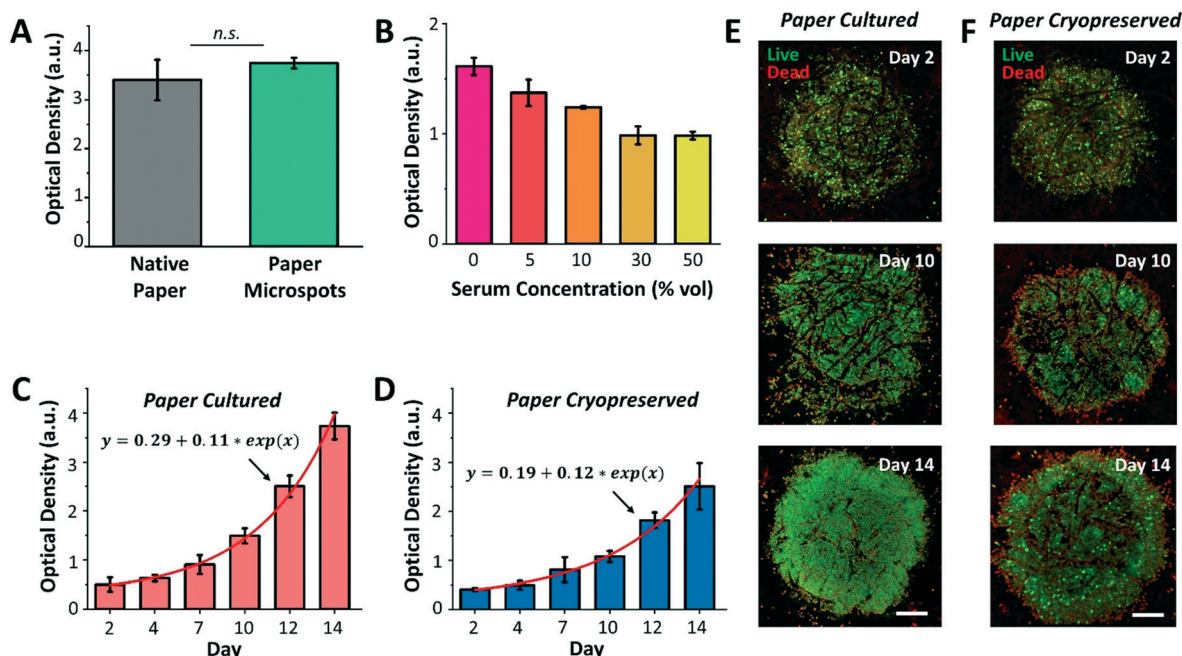 A
n.s.
Optical Density (a.u.)
4
3
2
1
0
Native
Paper
Paper
Microspots
B
Optical Density (a.u.)
2
1
0
0 5 10 30 50
Serum Concentration (% vol)
C
Paper Cultured
Optical Density (a.u.)
4
3
2
1
0
y = 0.29 + 0.11 * exp(x)
2 4 7 10 12 14
Day
D
Paper Cryopreserved
Optical Density (a.u.)
4
3
2
1
0
y = 0.19 + 0.12 * exp(x)
2 4 7 10 12 14
Day
E
Paper Cultured
Live
Dead
Day 2
Day 10
Day 14
F
Paper Cryopreserved
Live
Dead
Day 2
Day 10
Day 14